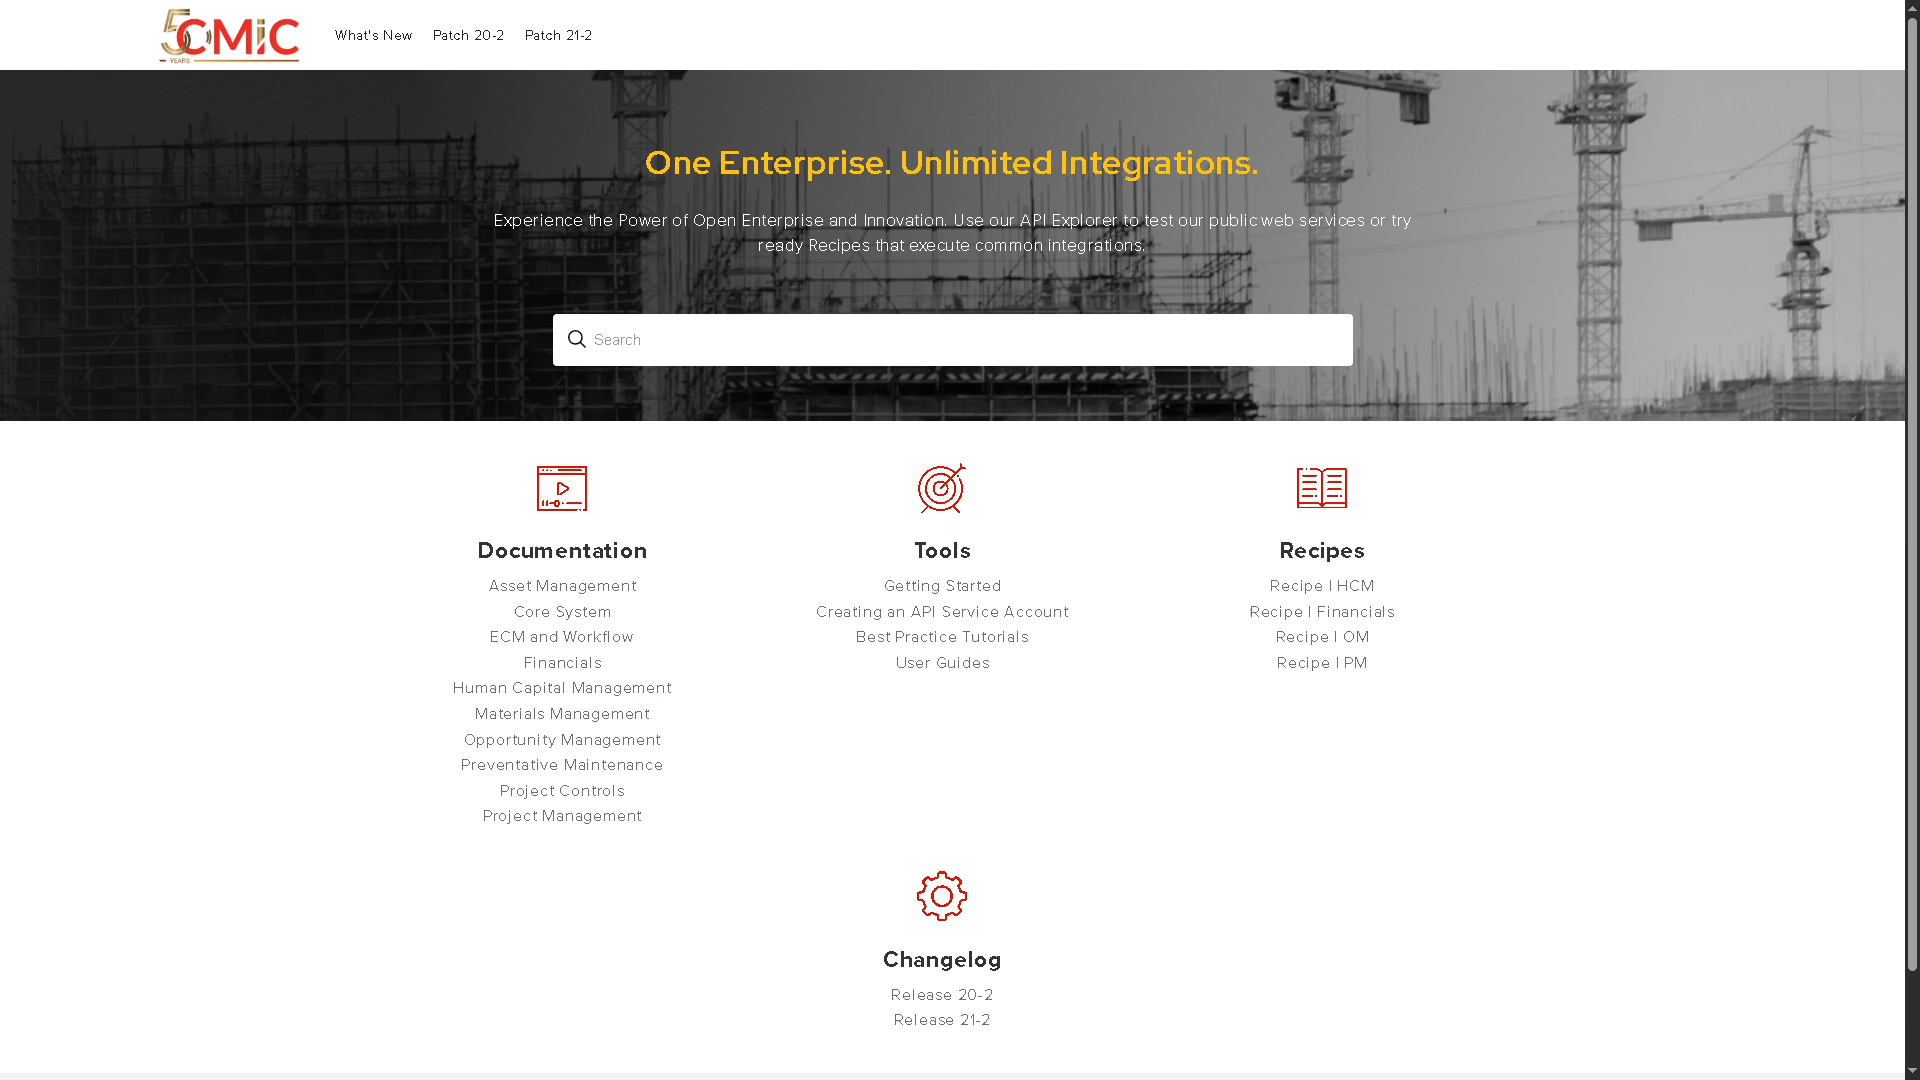 50 CMiC
YEARS
What's New
Patch 20-2
Patch 21-2
One Enterprise. Unlimited Integrations.
Experience the Power of Open Enterprise and Innovation. Use our API Explorer to test our public web services or try
ready Recipes that execute common integrations.
Search
Documentation
Asset Management
Core System
ECM and Workflow
Financials
Human Capital Management
Materials Management
Opportunity Management
Preventative Maintenance
Project Controls
Project Management
Tools
Getting Started
Creating an API Service Account
Best Practice Tutorials
User Guides
Recipes
Recipe | HCM
Recipe | Financials
Recipe | OM
Recipe | PM
Changelog
Release 20-2
Release 21-2